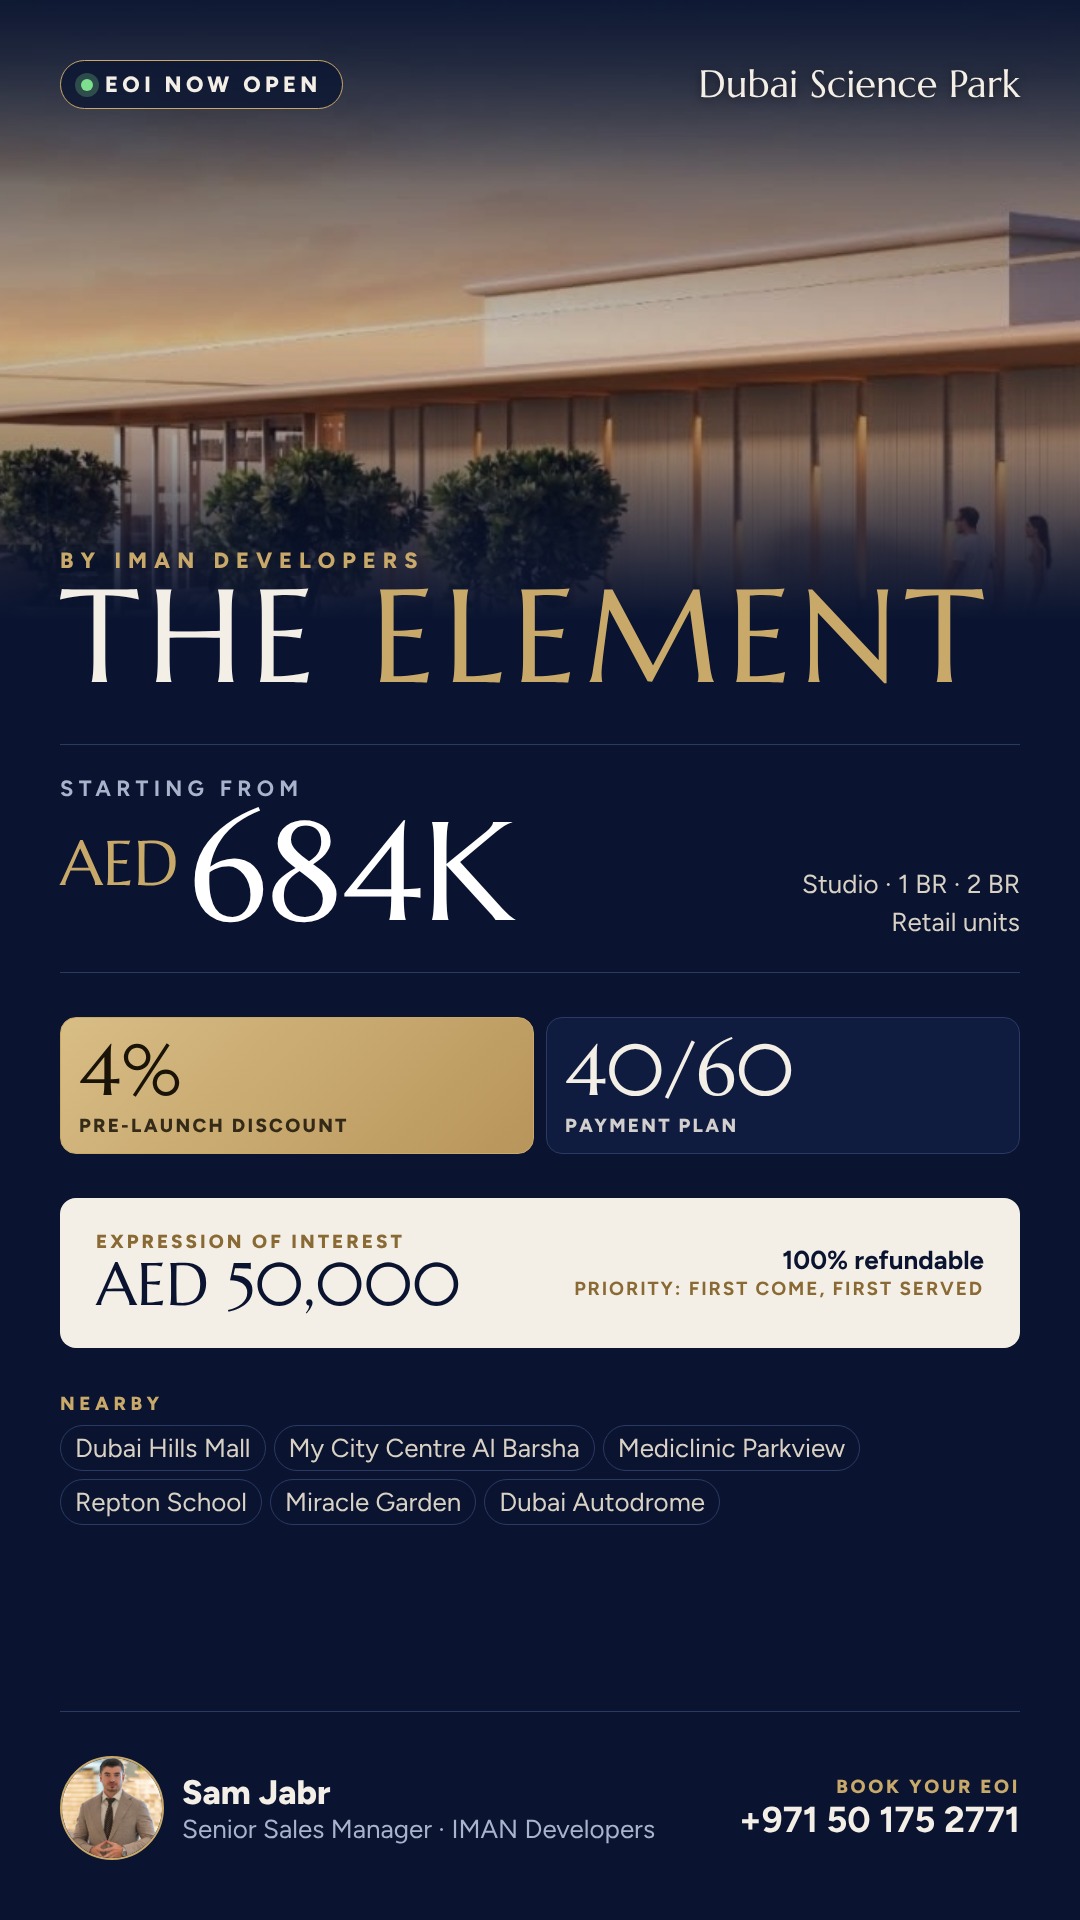 EOI NOW OPEN
Dubai Science Park
BY IMAN DEVELOPERS
THE ELEMENT
STARTING FROM
AED 684K
Studio · 1 BR · 2 BR
Retail units
4%
PRE-LAUNCH DISCOUNT
40/60
PAYMENT PLAN
EXPRESSION OF INTEREST
AED 50,000
100% refundable
PRIORITY: FIRST COME, FIRST SERVED
NEARBY
Dubai Hills Mall
My City Centre Al Barsha
Mediclinic Parkview
Repton School
Miracle Garden
Dubai Autodrome
Sam Jabr
Senior Sales Manager · IMAN Developers
BOOK YOUR EOI
+971 50 175 2771